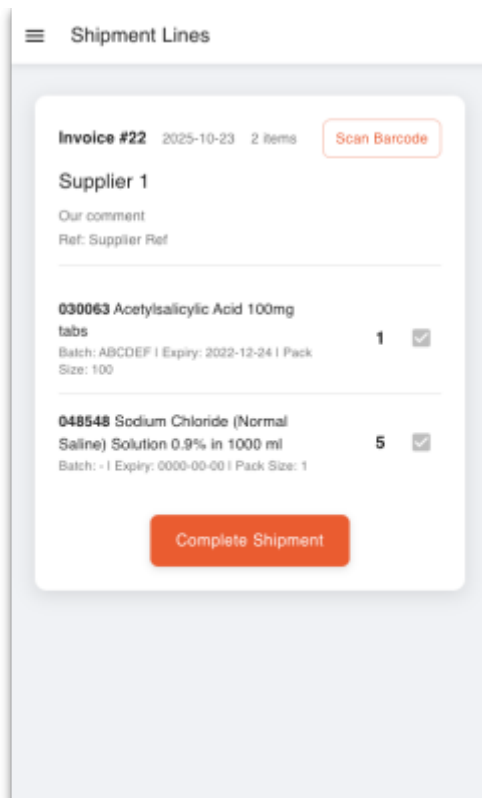 Shipment Lines
Invoice #22 2025-10-23 2 items Scan Barcode
Supplier 1
Our comment
Ref: Supplier Ref
030063 Acetylsalicylic Acid 100mg
tabs
1
Batch: ABCDEF | Expiry: 2022-12-24 | Pack
Size: 100
048548 Sodium Chloride (Normal
Saline) Solution 0.9% in 1000 ml
5
Batch: - | Expiry: 0000-00-00 | Pack Size: 1
Complete Shipment